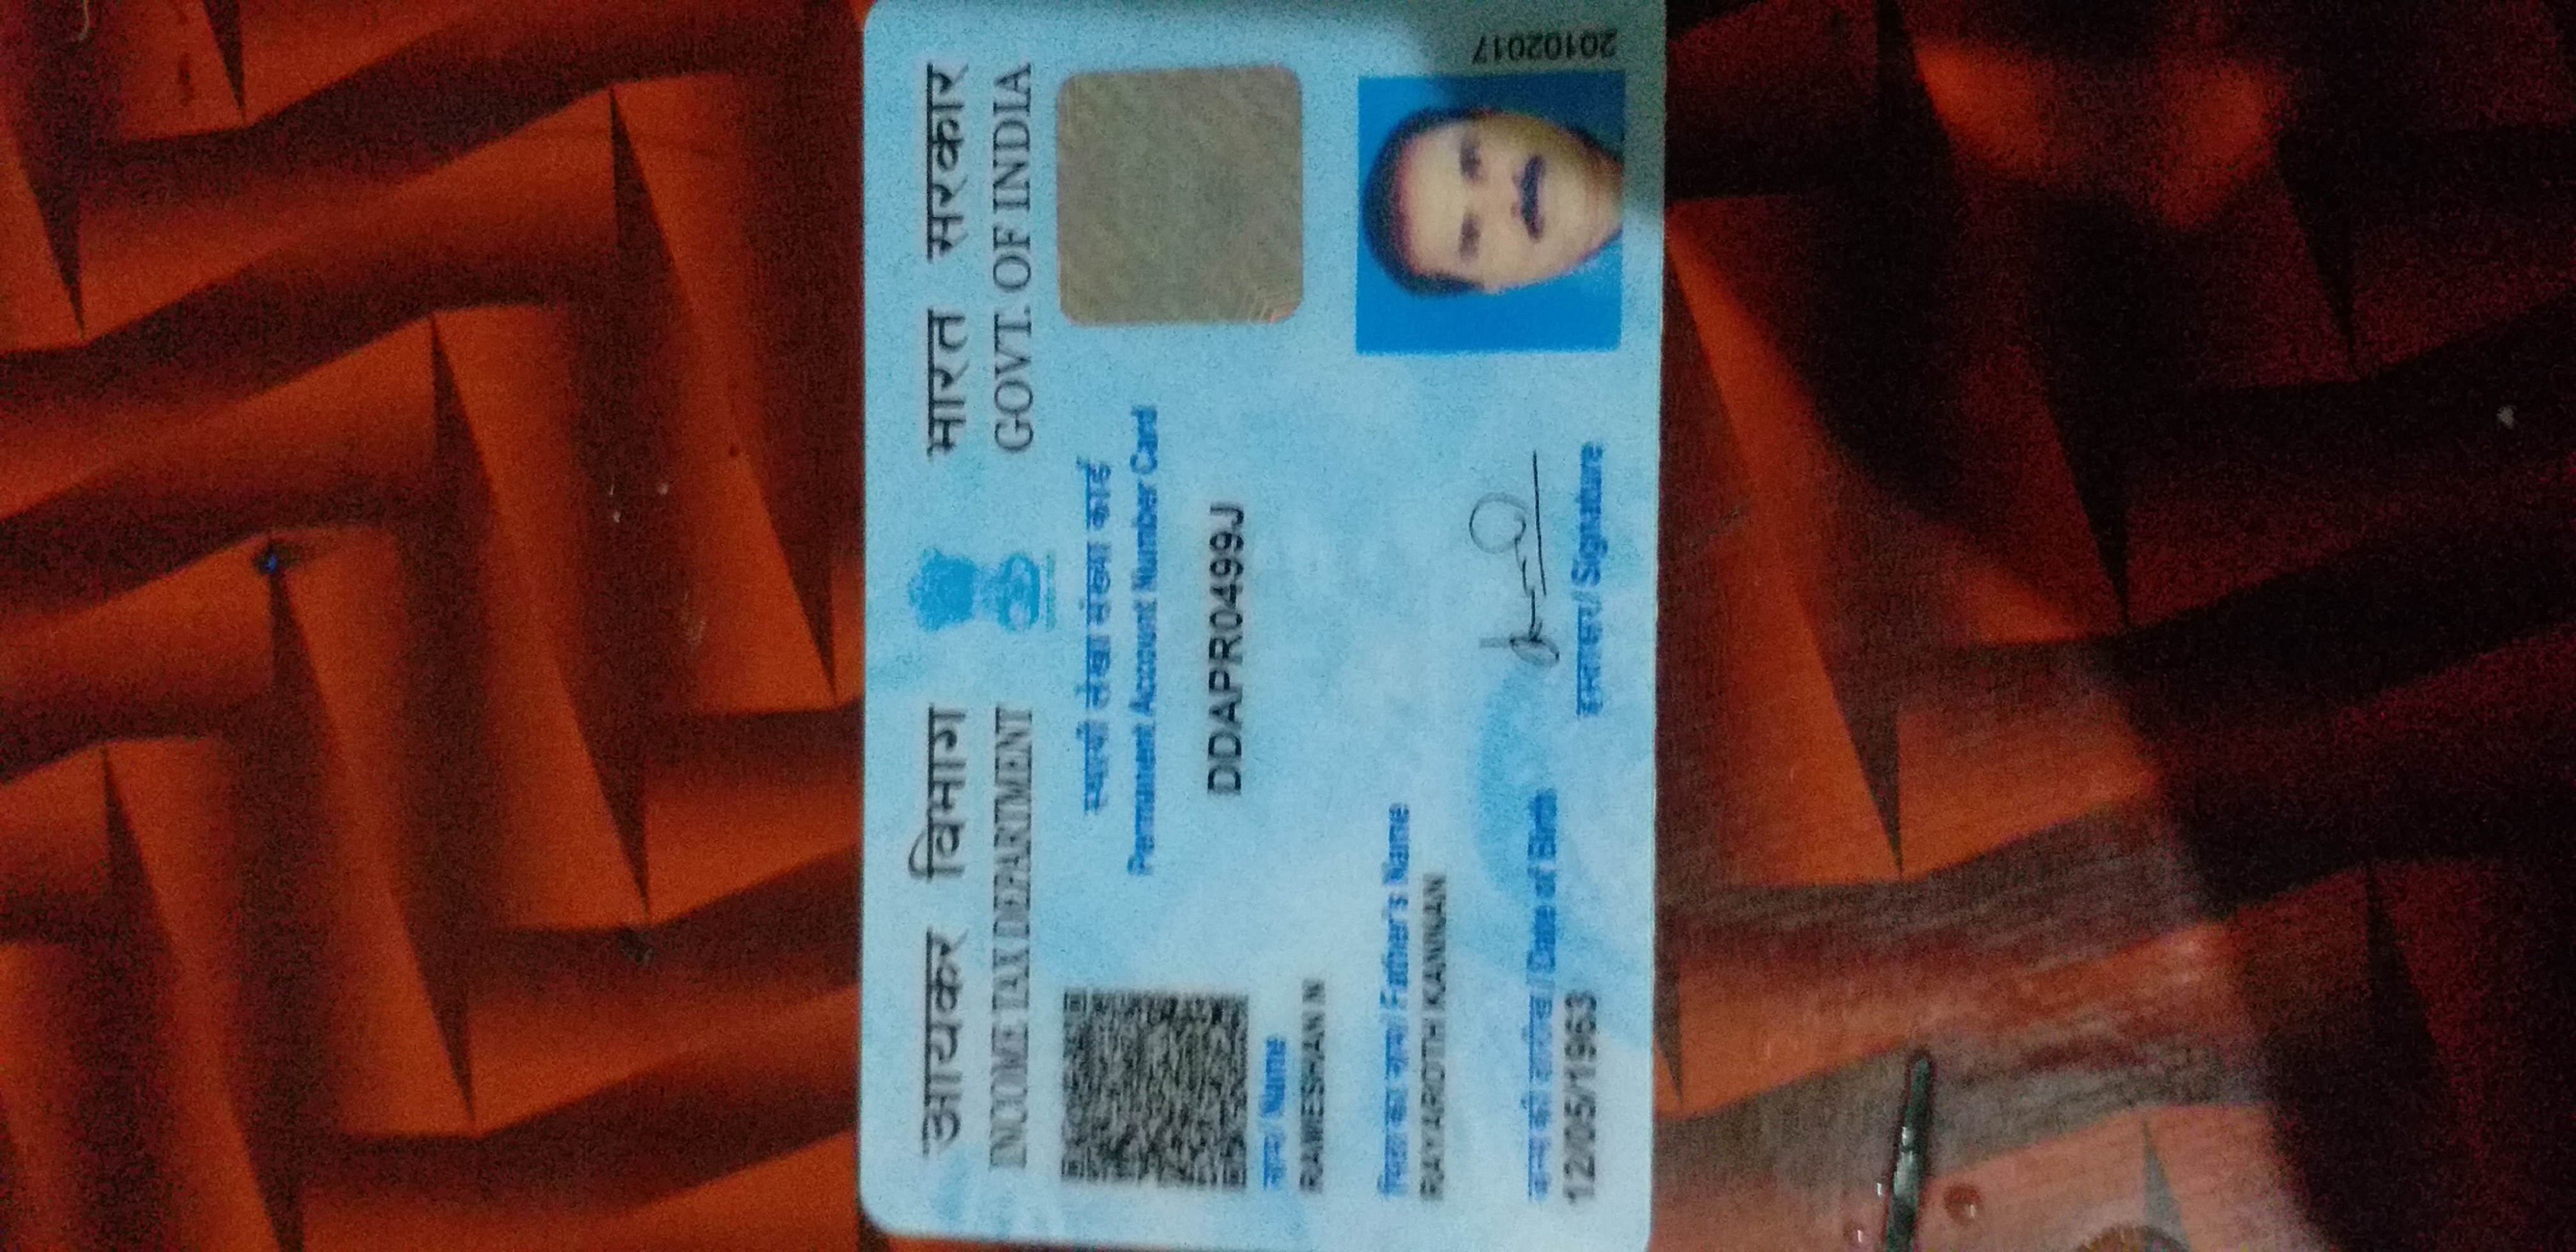 आयकर विभाग
भारत सरकार
INCOME TAX DEPARTMENT
GOVT. OF INDIA
स्थायी लेखा संख्या कार्ड
Permanent Account Number Card
DDAPR0499J
नाम/ Name
RAMESHAN N
पिता का नाम/ Father's Name
RAYAROTH KANNAN
जन्म की तारीख / Date of Birth
12/05/1963
हस्ताक्षर/ Signature
20102017